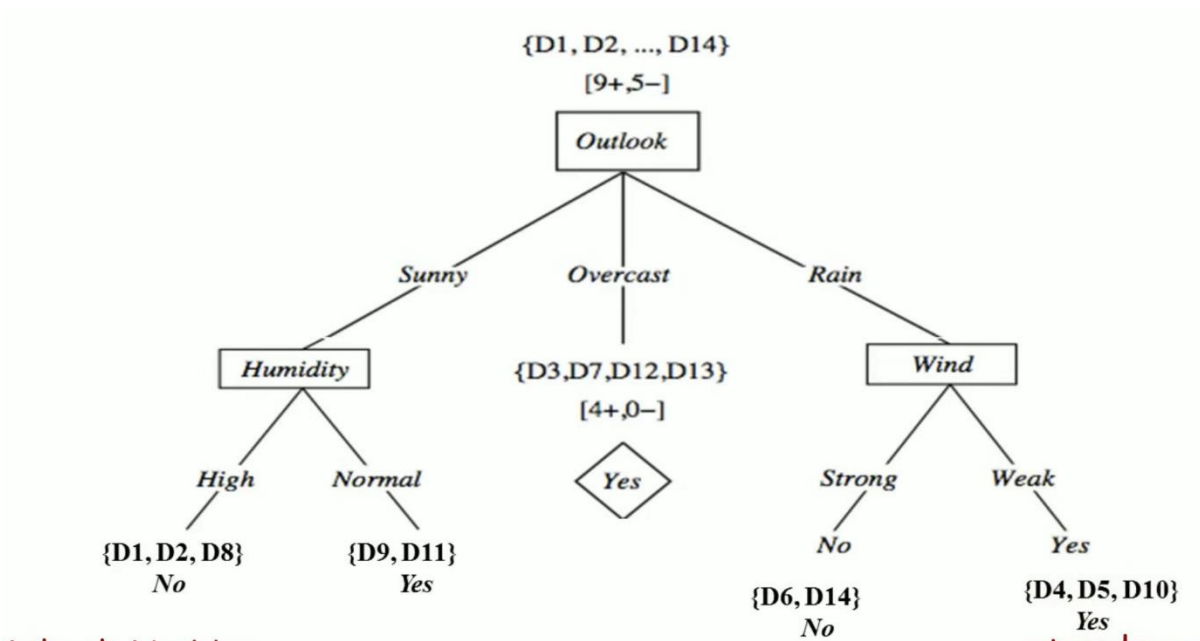 {D1, D2, ..., D14}
[9+,5−]
Outlook
Sunny Overcast Rain
Humidity {D3,D7,D12,D13} Wind
[4+,0−]
High Normal Yes Strong Weak
{D1, D2, D8} {D9, D11} No Yes
No Yes {D6, D14} {D4, D5, D10}
No Yes